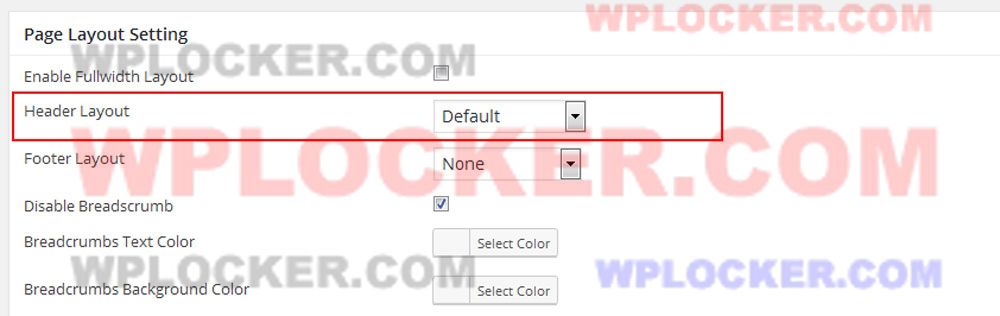 WPLOCKER.COM
Page Layout Setting
WPLOCKER.COM
Enable Fullwidth Layout
Header Layout Default
WPLOCKER.COM
Footer Layout None
Disable Breadscrumb
Breadcrumbs Text Color Select Color
WPLOCKER.COM WPLOCKER.COM
Breadcrumbs Background Color Select Color